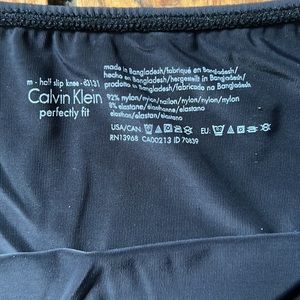 m - half slip knee - d3131
Calvin Klein
perfectly fit
made in Bangladesh/fabriqué en Bangladesh/
hecho en Bangladesh/hergestellt in Bangladesh/
prodotto in Bangladesh/fabricado no Bangladesh
92% nylon/nylon/nailon/nylon/nylon/nylon
8% elastane/élasthanne/elastano/
elasthan/elastan/elastano
USA/CAN: EU:
RN13968 CA00213 ID 70639